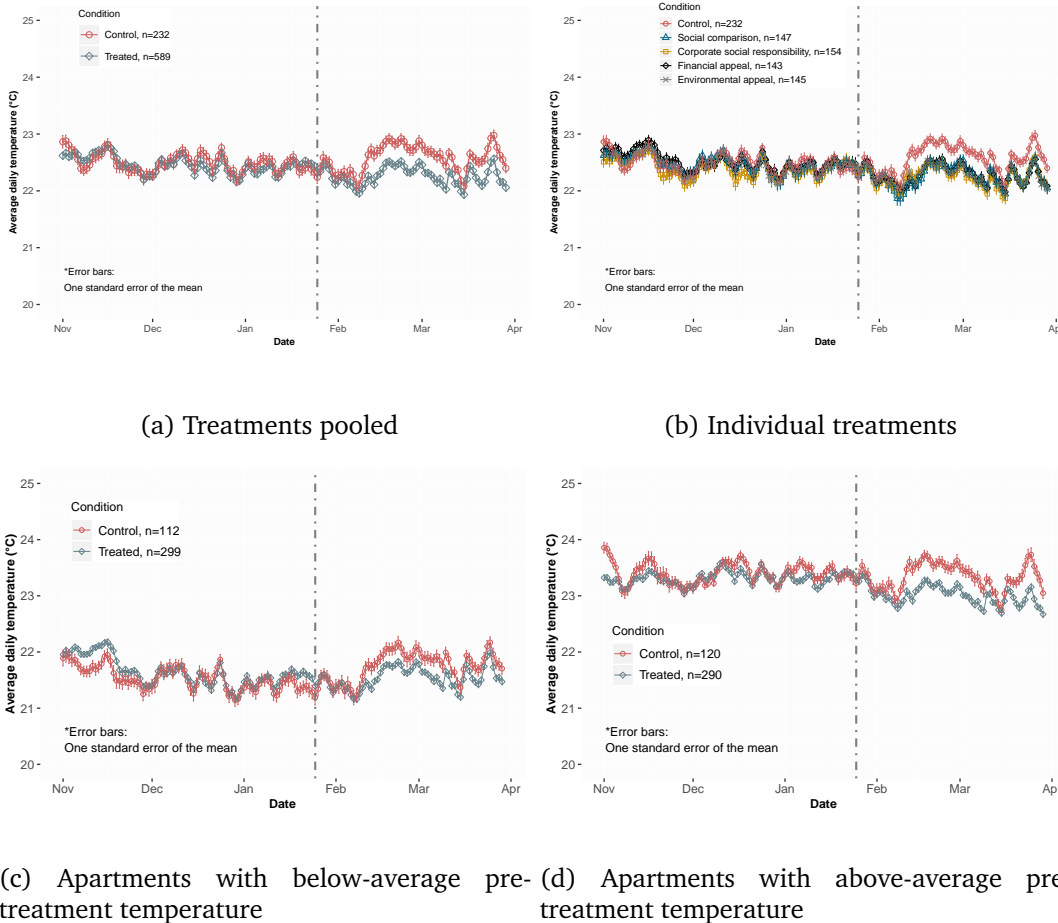 Condition
Control, n=232
Treated, n=589
25
24
23
22
21
20
Average daily temperature (°C)
*Error bars:
One standard error of the mean
Nov Dec Jan Feb Mar Apr
Date
(a) Treatments pooled
Condition
Control, n=232
Social comparison, n=147
Corporate social responsibility, n=154
Financial appeal, n=143
Environmental appeal, n=145
25
24
23
22
21
20
Average daily temperature (°C)
*Error bars:
One standard error of the mean
Nov Dec Jan Feb Mar Ap
Date
(b) Individual treatments
Condition
Control, n=112
Treated, n=299
25
24
23
22
21
20
Average daily temperature (°C)
*Error bars:
One standard error of the mean
Nov Dec Jan Feb Mar Apr
Date
(c) Apartments with below-average pre-
treatment temperature
25
24
23
22
21
20
Average daily temperature (°C)
Condition
Control, n=120
Treated, n=290
*Error bars:
One standard error of the mean
Nov Dec Jan Feb Mar Ap
Date
(d) Apartments with above-average pre
treatment temperature